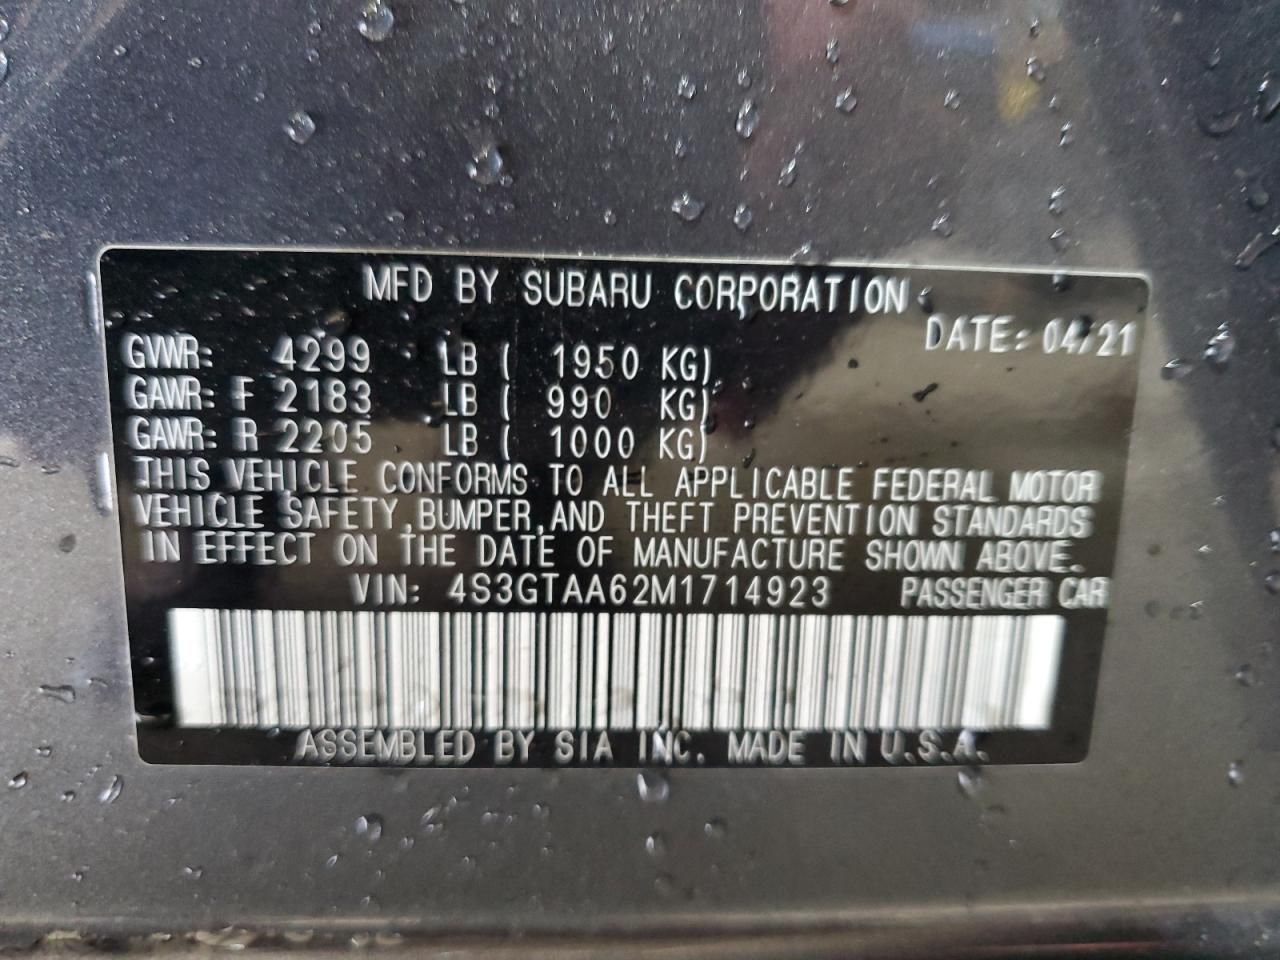 MFD BY SUBARU CORPORATION
DATE: 04/21
GVWR: 4299 LB ( 1950 KG)
GAWR: F 2183 LB ( 990 KG)
GAWR: R 2205 LB ( 1000 KG)
THIS VEHICLE CONFORMS TO ALL APPLICABLE FEDERAL MOTOR
VEHICLE SAFETY, BUMPER, AND THEFT PREVENTION STANDARDS
IN EFFECT ON THE DATE OF MANUFACTURE SHOWN ABOVE.
VIN: 4S3GTAA62M1714923 PASSENGER CAR
ASSEMBLED BY SIA INC. MADE IN U.S.A.